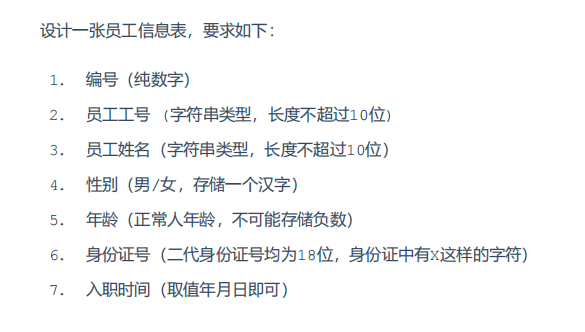 设计一张员工信息表，要求如下：
1. 编号（纯数字）
2. 员工工号 (字符串类型，长度不超过10位)
3. 员工姓名（字符串类型，长度不超过10位）
4. 性别（男/女，存储一个汉字）
5. 年龄（正常人年龄，不可能存储负数）
6. 身份证号（二代身份证号均为18位，身份证中有X这样的字符）
7. 入职时间（取值年月日即可）